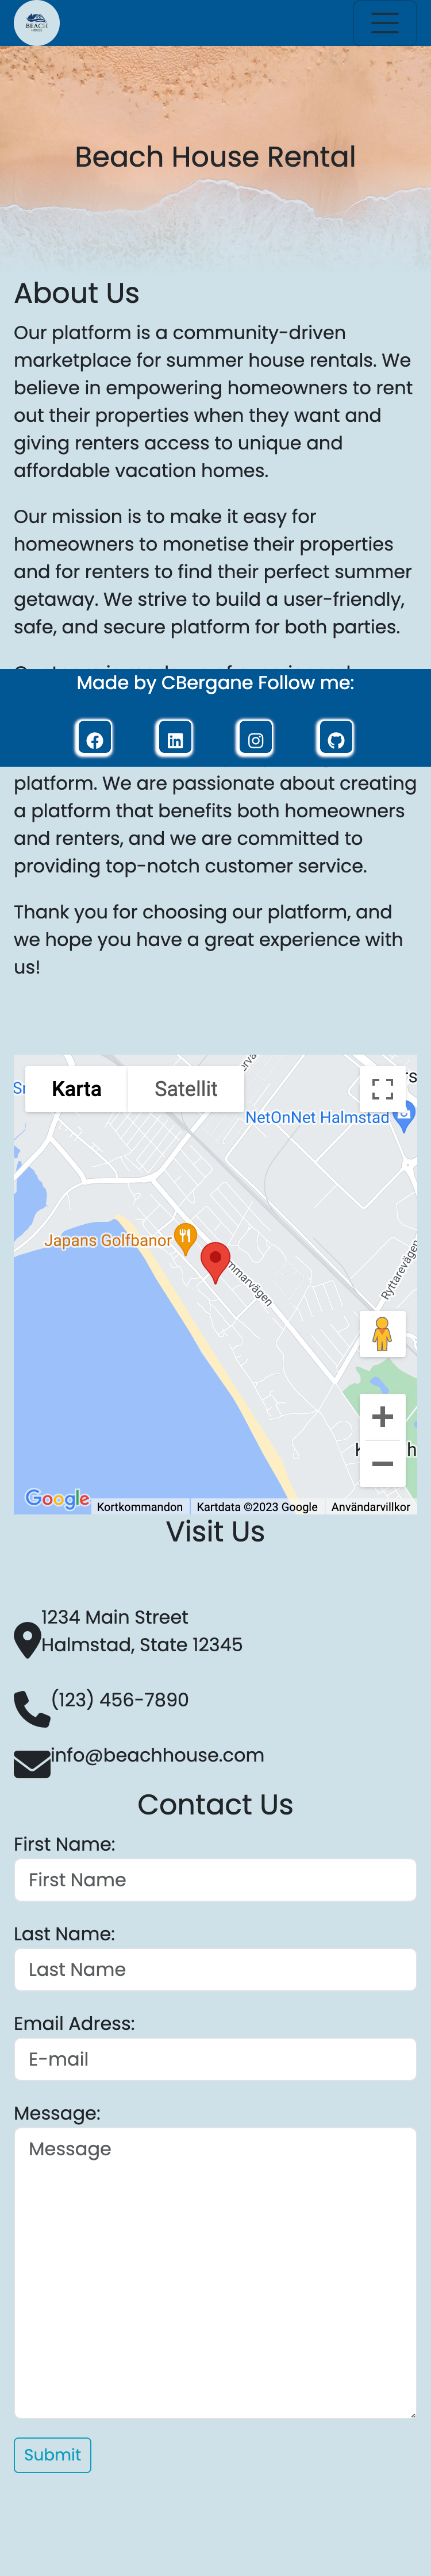 BEACH
HOUSE
Beach House Rental
About Us
Our platform is a community-driven
marketplace for summer house rentals. We
believe in empowering homeowners to rent
out their properties when they want and
giving renters access to unique and
affordable vacation homes.
Our mission is to make it easy for
homeowners to monetise their properties
and for renters to find their perfect summer
getaway. We strive to build a user-friendly,
safe, and secure platform for both parties.
Made by CBergane Follow me:
platform. We are passionate about creating
a platform that benefits both homeowners
and renters, and we are committed to
providing top-notch customer service.
Thank you for choosing our platform, and
we hope you have a great experience with
us!
Karta
Satellit
NetOnNet Halmstad
Japans Golfbanor
mmarvägen
Ryttarevägen
Google
Kortkommandon
Kartdata ©2023 Google
Användarvillkor
Visit Us
1234 Main Street
Halmstad, State 12345
(123) 456-7890
info@beachhouse.com
Contact Us
First Name:
First Name
Last Name:
Last Name
Email Adress:
E-mail
Message:
Message
Submit